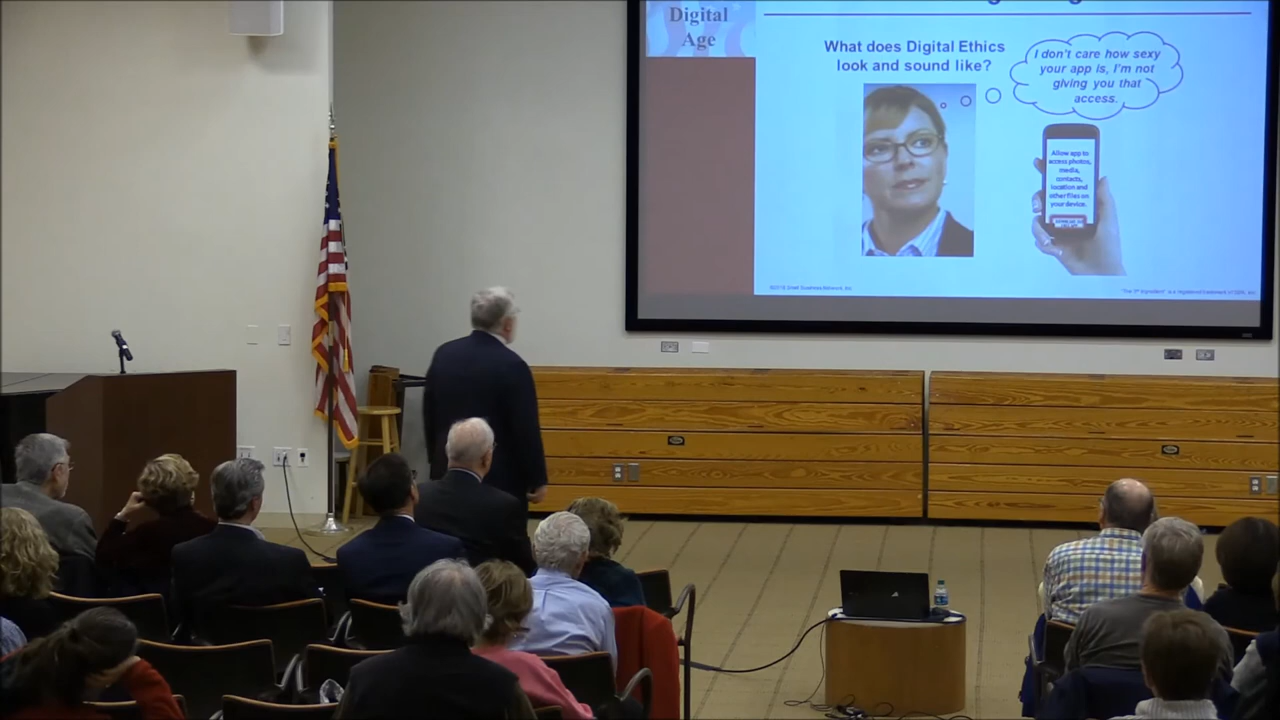 Digital
Age
What does Digital Ethics
look and sound like?
I don't care how sexy
your app is, I'm not
giving you that
access.
Allow app to
access photos,
media,
contacts,
location and
other files on
your device.